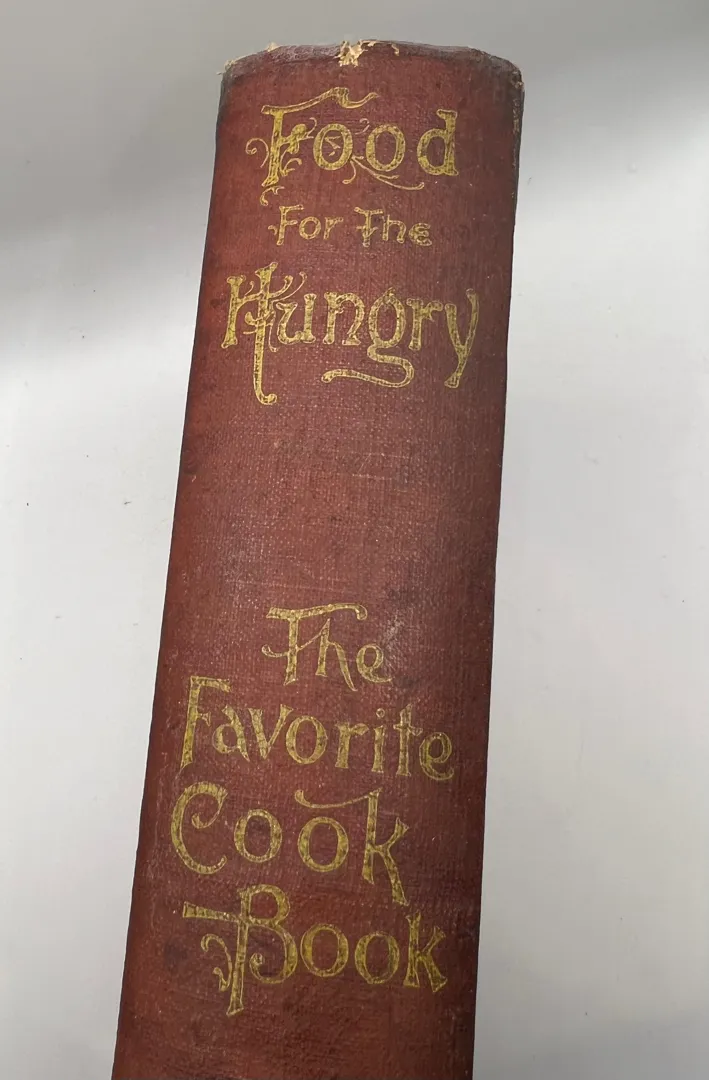 Food
For The
Hungry
The
Favorite
Cook
Book